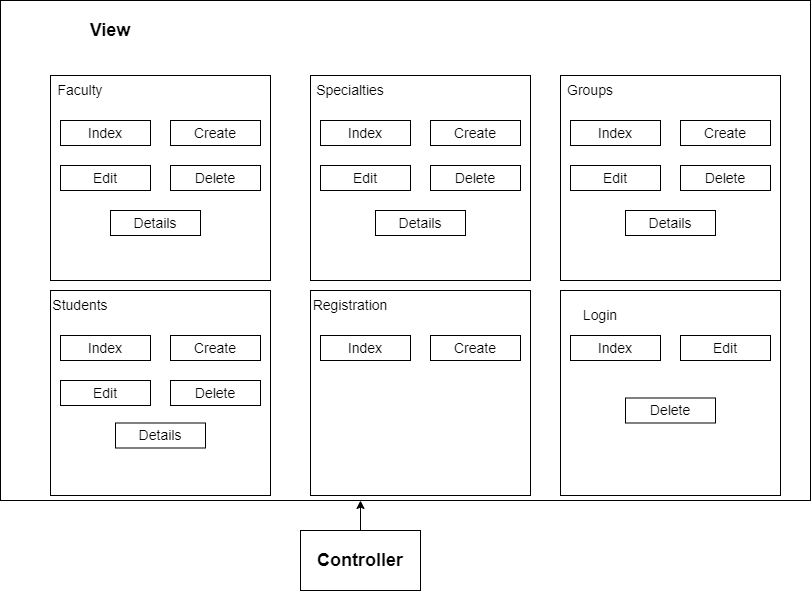 View
Faculty
Index Create
Edit Delete
Details
Specialties
Index Create
Edit Delete
Details
Groups
Index Create
Edit Delete
Details
Students
Index Create
Edit Delete
Details
Registration
Index Create
Login
Index Edit
Delete
Controller